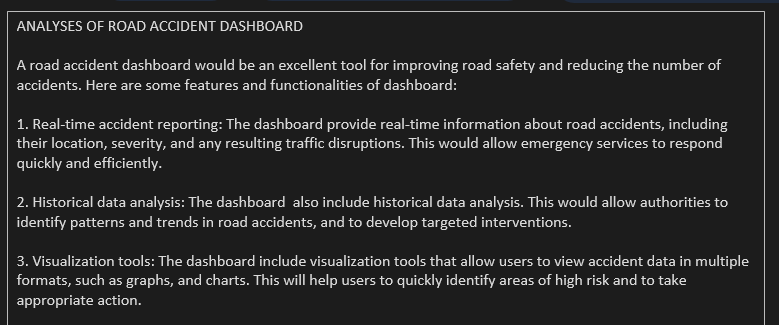 ANALYSES OF ROAD ACCIDENT DASHBOARD
A road accident dashboard would be an excellent tool for improving road safety and reducing the number of
accidents. Here are some features and functionalities of dashboard:
1. Real-time accident reporting: The dashboard provide real-time information about road accidents, including
their location, severity, and any resulting traffic disruptions. This would allow emergency services to respond
quickly and efficiently.
2. Historical data analysis: The dashboard  also include historical data analysis. This would allow authorities to
identify patterns and trends in road accidents, and to develop targeted interventions.
3. Visualization tools: The dashboard include visualization tools that allow users to view accident data in multiple
formats, such as graphs, and charts. This will help users to quickly identify areas of high risk and to take
appropriate action.